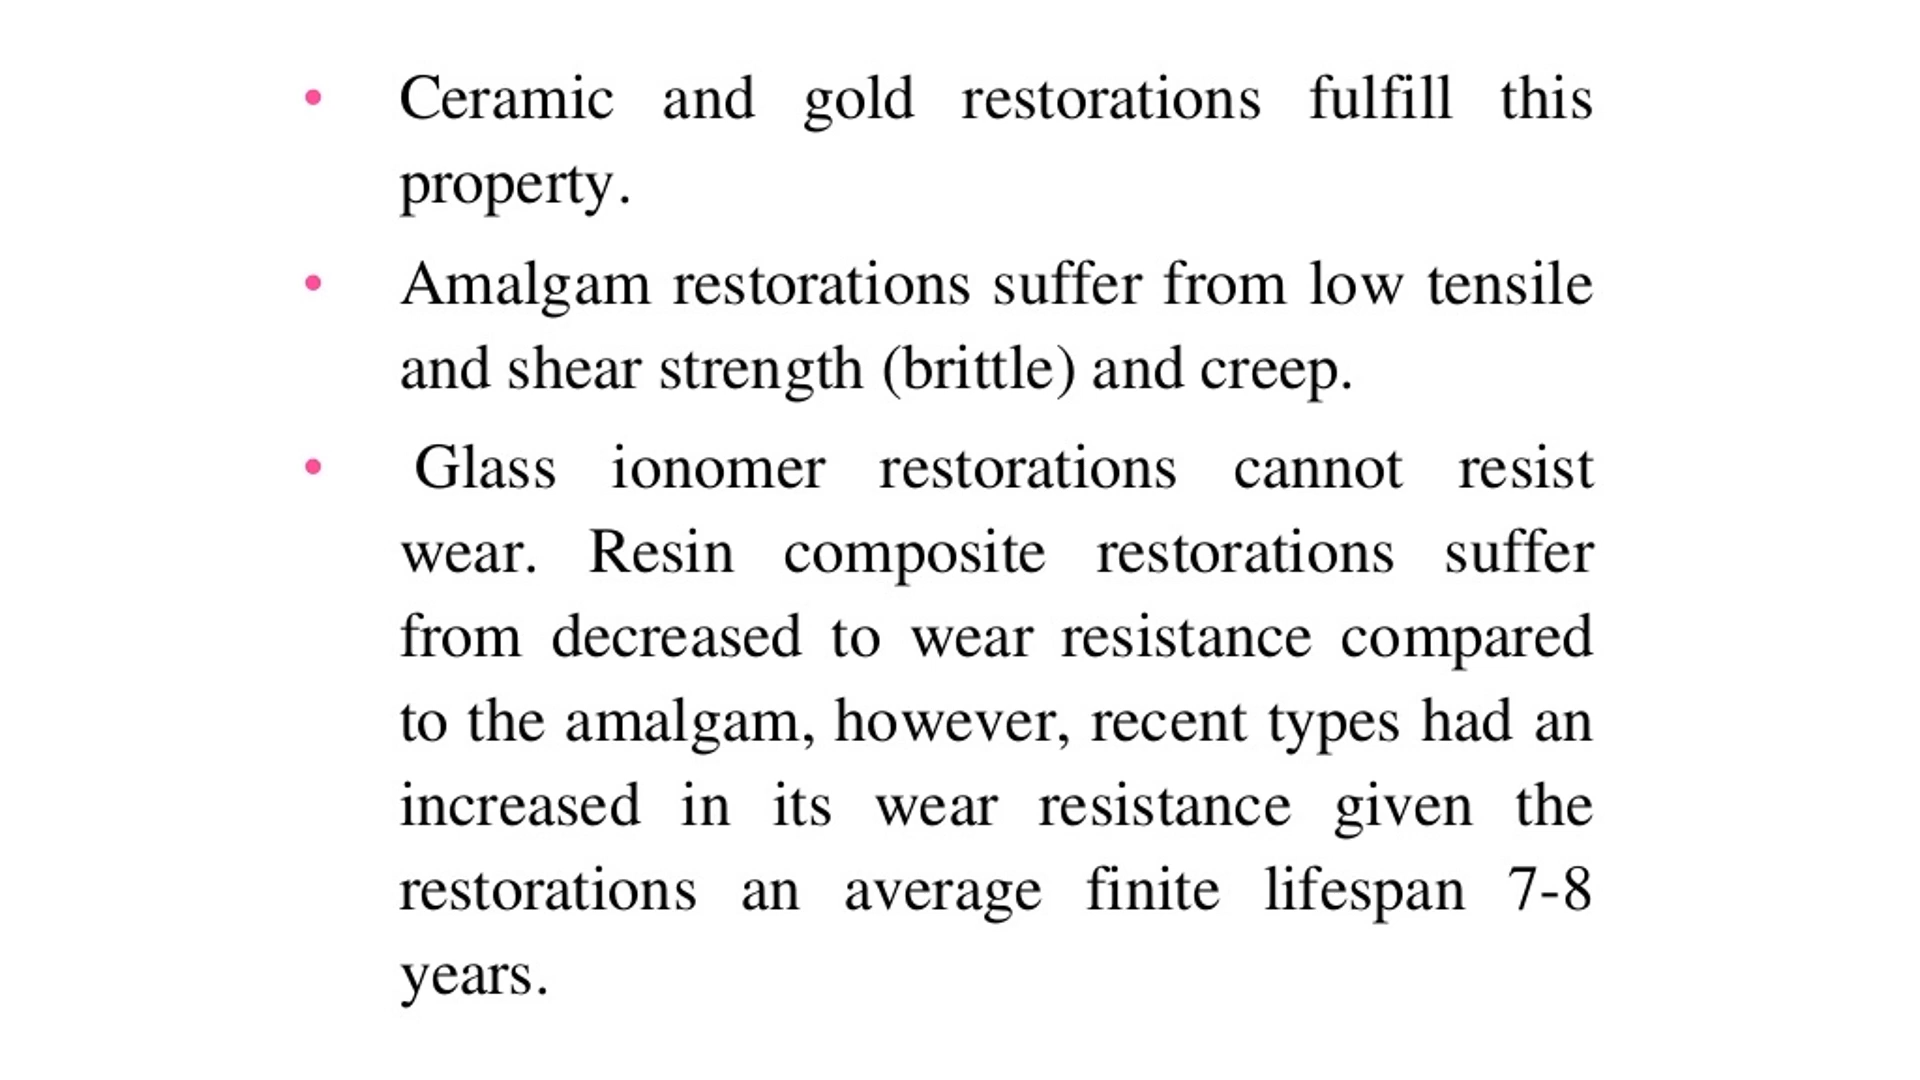 • Ceramic and gold restorations fulfill this
property.
• Amalgam restorations suffer from low tensile
and shear strength (brittle) and creep.
• Glass ionomer restorations cannot resist
wear. Resin composite restorations suffer
from decreased to wear resistance compared
to the amalgam, however, recent types had an
increased in its wear resistance given the
restorations an average finite lifespan 7-8
years.